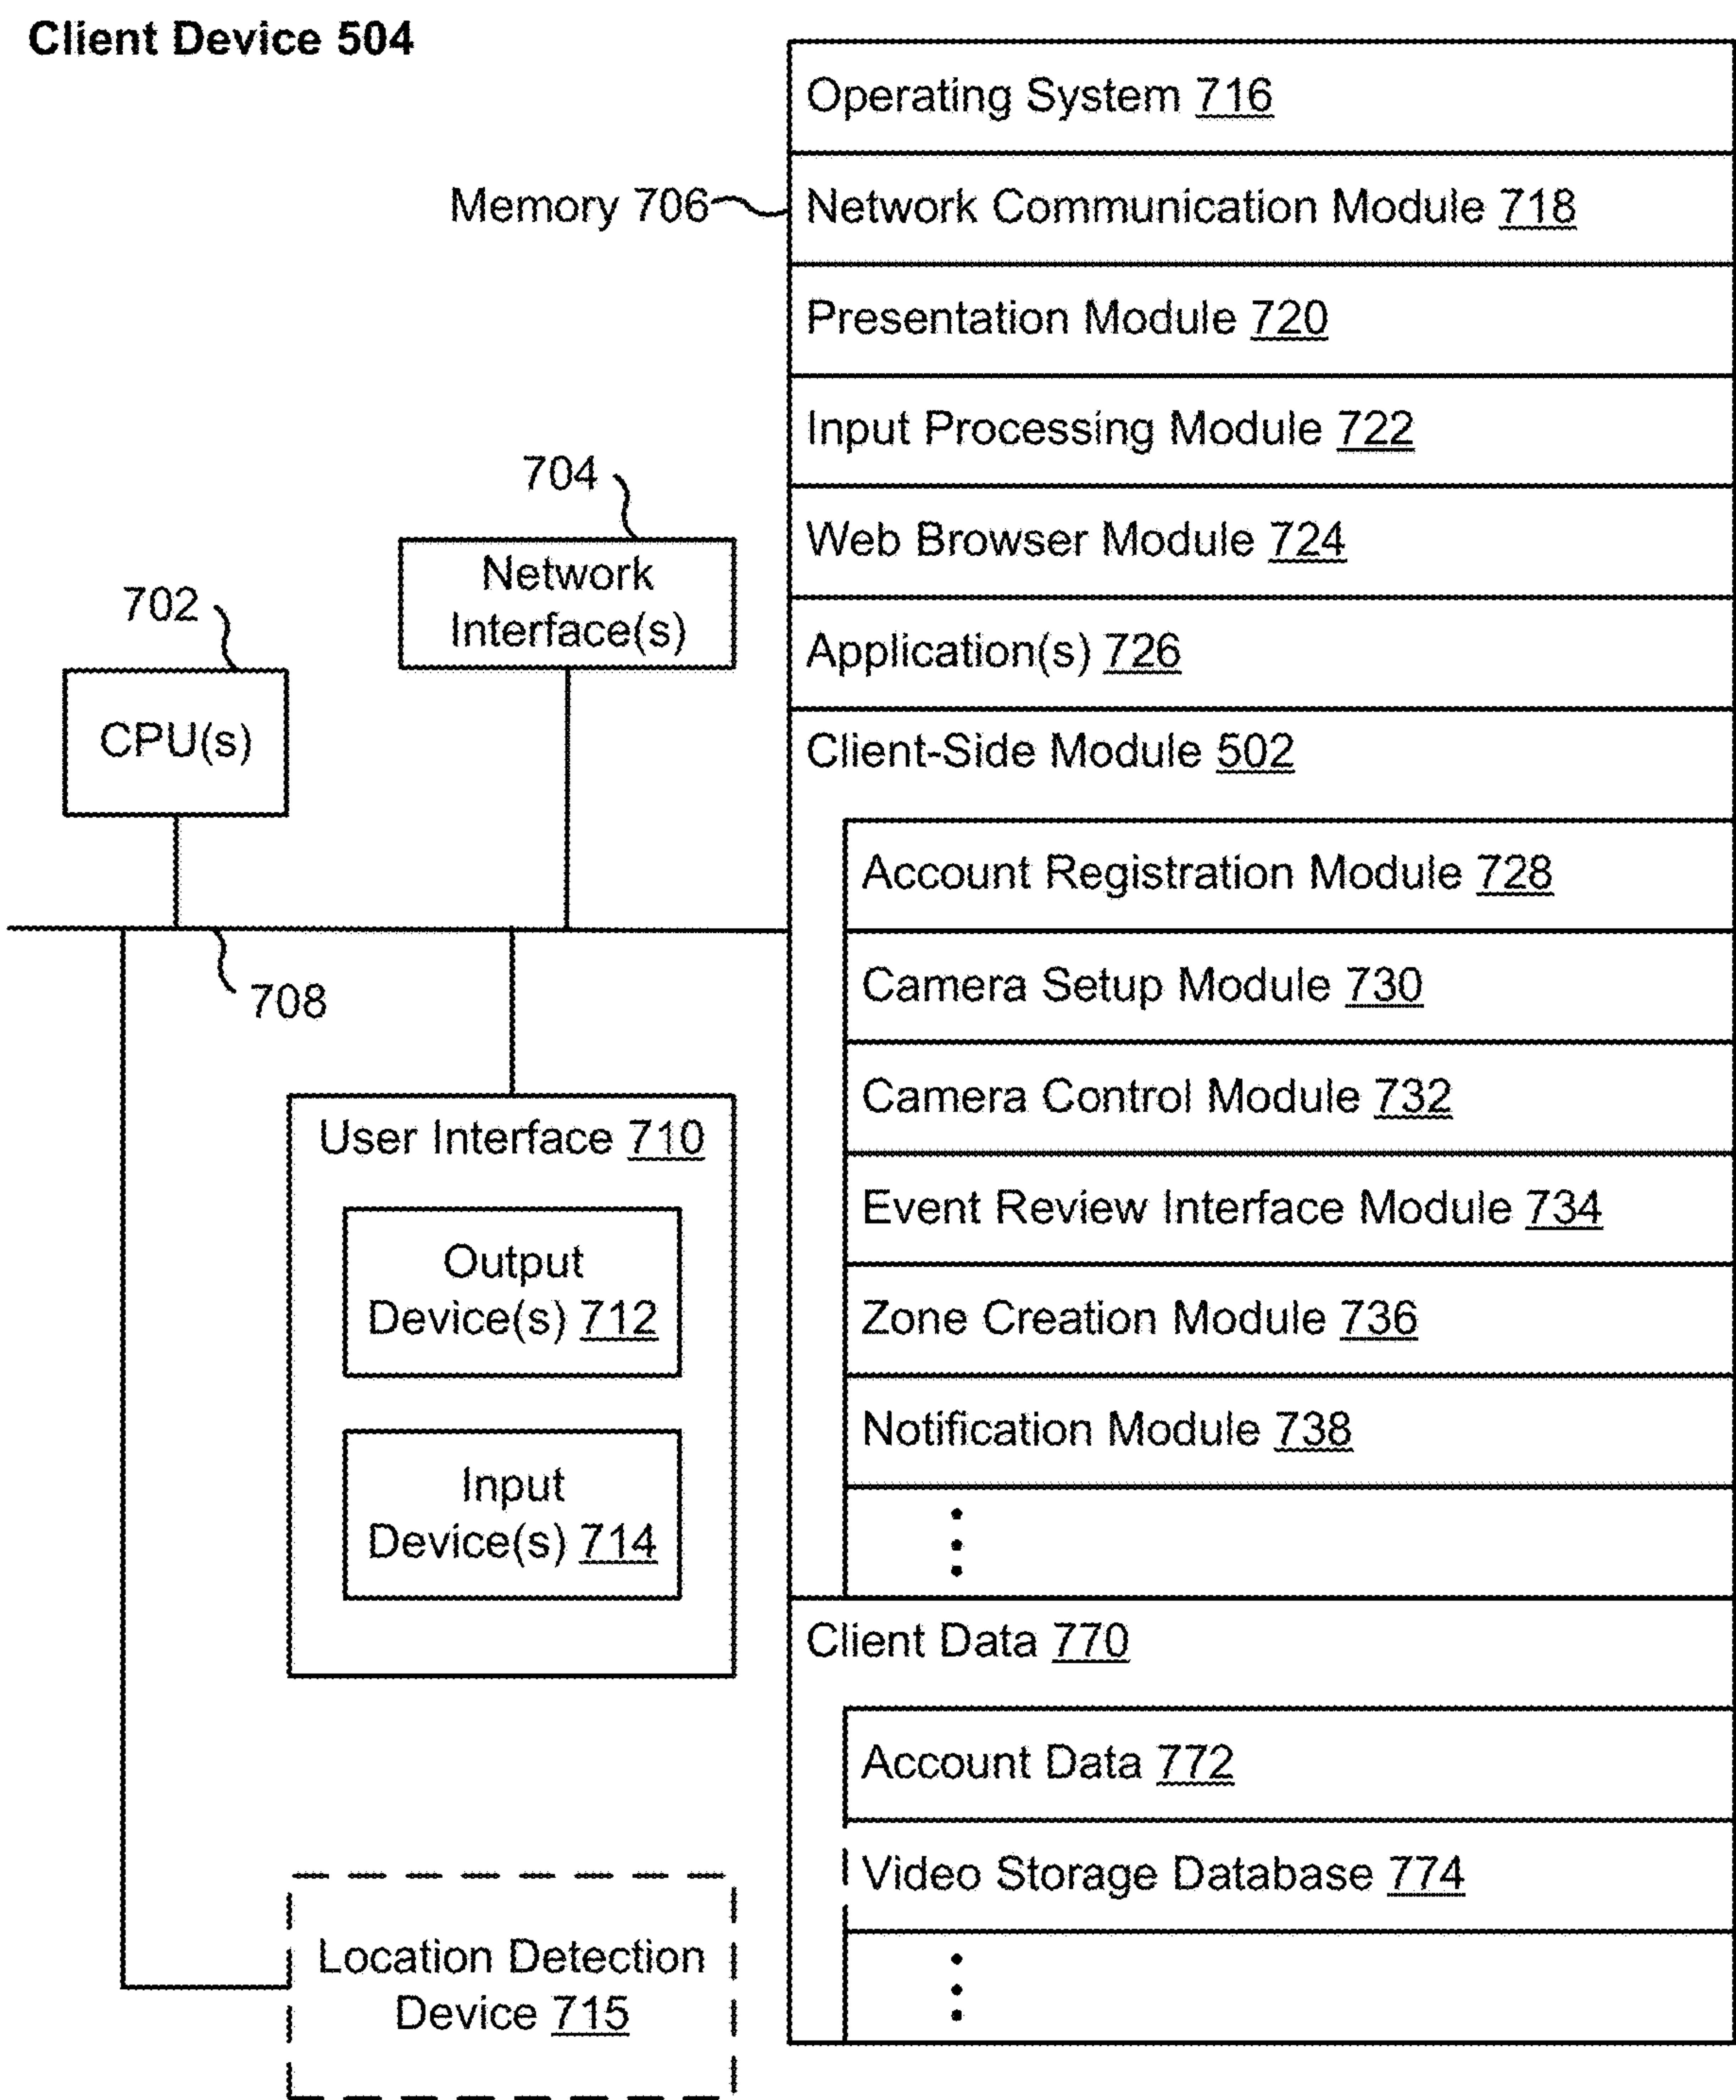 Client Device 504
Operating System 716
Memory 706
Network Communication Module 718
Presentation Module 720
Input Processing Module 722
704
Web Browser Module 724
Network
Interface(s)
702
Application(s) 726
CPU(s)
Client-Side Module 502
Account Registration Module 728
708
Camera Setup Module 730
Camera Control Module 732
User Interface 710
Event Review Interface Module 734
Output
Device(s) 712
Zone Creation Module 736
Notification Module 738
Input
Device(s) 714
Client Data 770
Account Data 772
Video Storage Database 774
Location Detection
Device 715